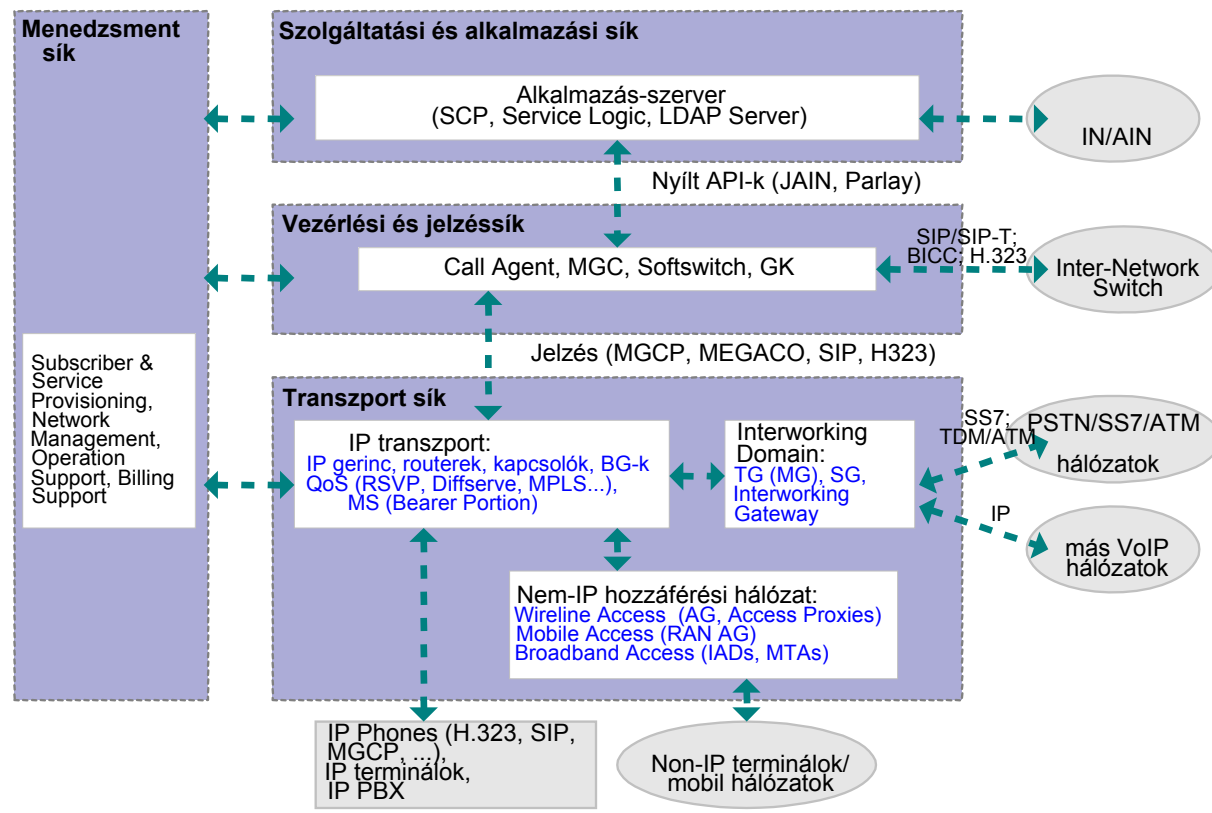 Menedzsment
sík
Subscriber &
Service
Provisioning,
Network
Management,
Operation
Support, Billing
Support
Szolgáltatási és alkalmazási sík
Alkalmazás-szerver
(SCP, Service Logic, LDAP Server)
IN/AIN
Nyílt API-k (JAIN, Parlay)
Vezérlési és jelzéssík
Call Agent, MGC, Softswitch, GK
SIP/SIP-T;
BICC; H.323
Inter-Network
Switch
Jelzés (MGCP, MEGACO, SIP, H323)
Transzport sík
IP transzport:
IP gerinc, routerek, kapcsolók, BG-k
QoS (RSVP, Diffserve, MPLS...),
MS (Bearer Portion)
Interworking
Domain:
TG (MG), SG,
Interworking
Gateway
SS7;
TDM/ATM
PSTN/SS7/ATM
hálózatok
IP
más VoIP
hálózatok
Nem-IP hozzáférési hálózat:
Wireline Access (AG, Access Proxies)
Mobile Access (RAN AG)
Broadband Access (IADs, MTAs)
IP Phones (H.323, SIP,
MGCP, ...),
IP terminálok,
IP PBX
Non-IP terminálok/
mobil hálózatok